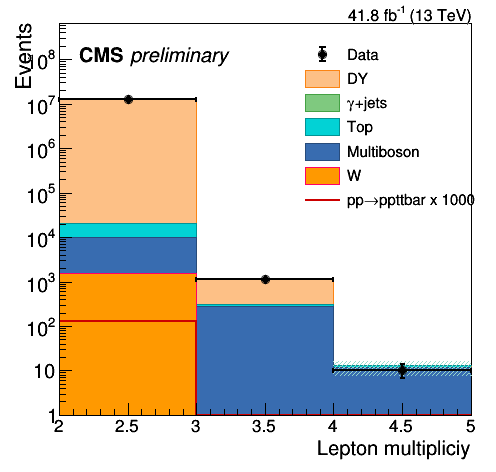 41.8 fb⁻¹ (13 TeV)
Events
CMS preliminary
Data
DY
γ+jets
Top
Multiboson
W
pp→ppttbar x 1000
10⁸
10⁷
10⁶
10⁵
10⁴
10³
10²
10
1
2 2.5 3 3.5 4 4.5 5
Lepton multipliciy